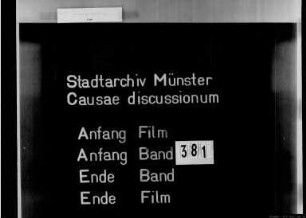 Stadtarchiv Münster
Causae discussionum
Anfang Film
Anfang Band 381
Ende Band
Ende Film